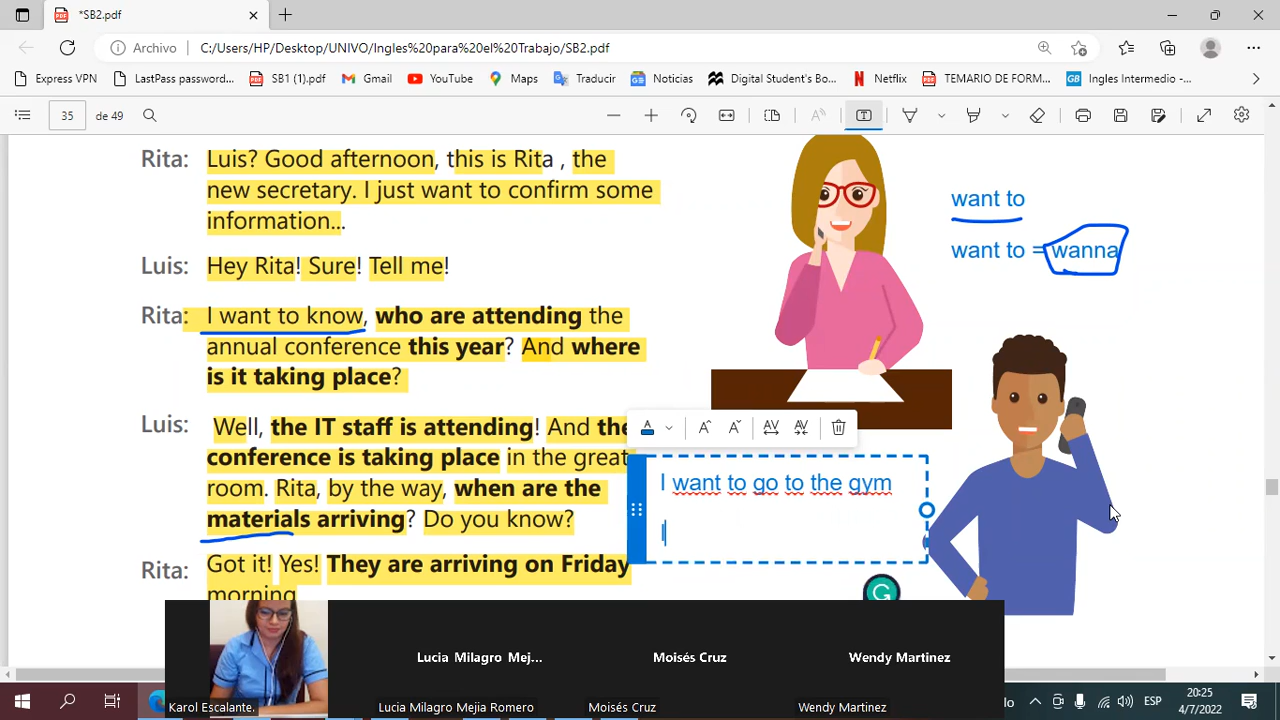 *SB2.pdf
Archivo C:/Users/HP/Desktop/UNIVO/Ingles%20para%20el%20Trabajo/SB2.pdf
Express VPN LastPass password... SB1 (1).pdf Gmail YouTube Maps Traducir Noticias Digital Student's Bo... Netflix TEMARIO DE FORM... Ingles Intermedio -...
35 de 49
Rita: Luis? Good afternoon, this is Rita , the
new secretary. I just want to confirm some
information...
Luis: Hey Rita! Sure! Tell me!
Rita: I want to know, who are attending the
annual conference this year? And where
is it taking place?
Luis: Well, the IT staff is attending! And the
conference is taking place in the great
room. Rita, by the way, when are the
materials arriving? Do you know?
Rita: Got it! Yes! They are arriving on Friday
morning
want to
want to = wanna
I want to go to the gym
I
Lucia Milagro Mej... Moisés Cruz Wendy Martinez
Karol Escalante. Lucia Milagro Mejia Romero Moisés Cruz Wendy Martinez
ESP
20:25
4/7/2022